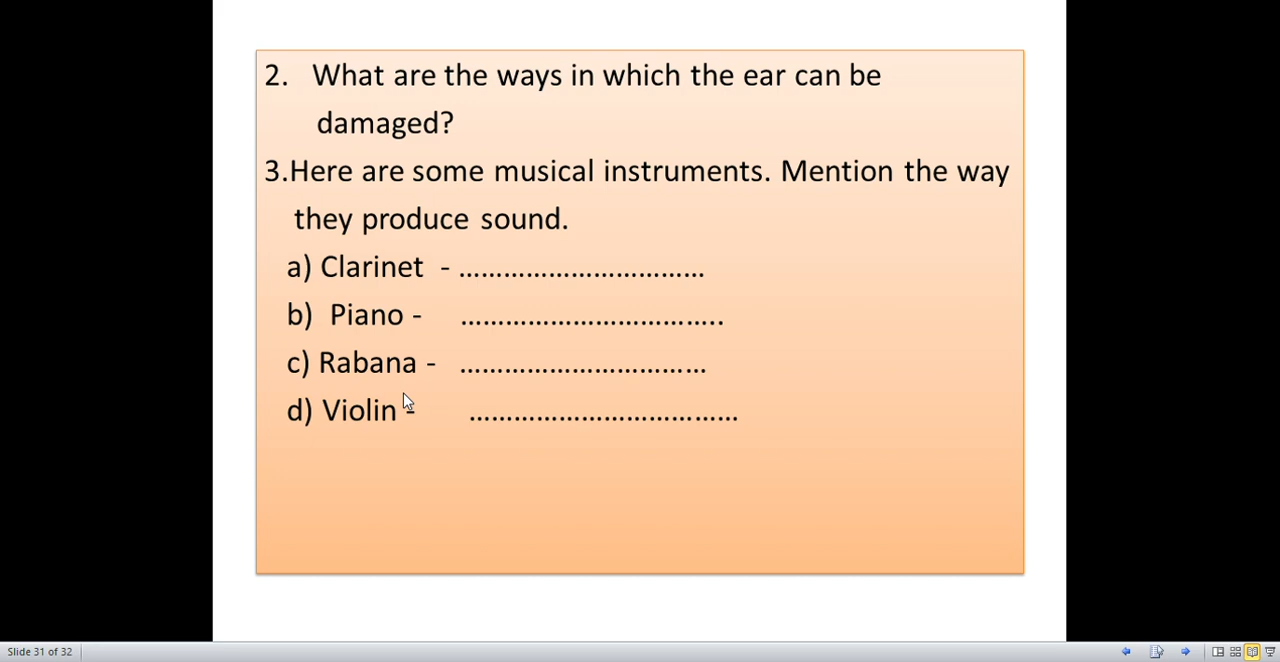 2. What are the ways in which the ear can be
damaged?
3.Here are some musical instruments. Mention the way
they produce sound.
a) Clarinet - ……………………………
b) Piano - ……………………………..
c) Rabana - ……………………………
d) Violin - ………………………………
Slide 31 of 32